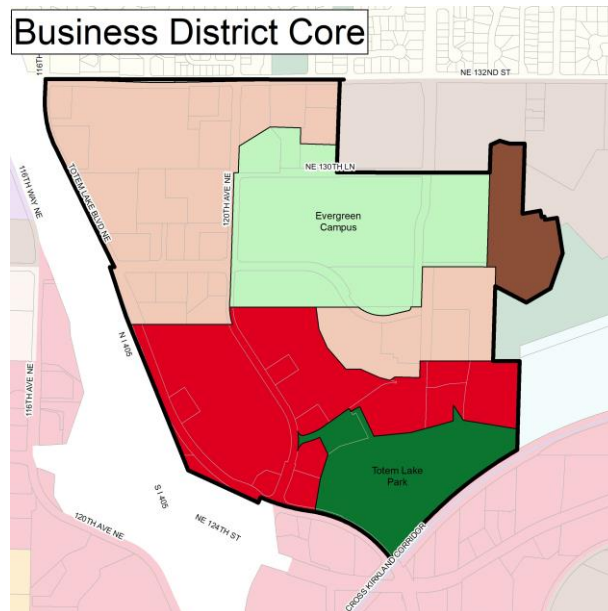 Business District Core
116TH
NE 132ND ST
NE 130TH LN
116TH WAY NE
TOTEM LAKE BLVD NE
120TH AVE NE
Evergreen
Campus
N I 405
116TH AVE NE
Totem Lake
Park
S I 405
120TH AVE NE
NE 124TH ST
CROSS KIRKLAND CORRIDOR